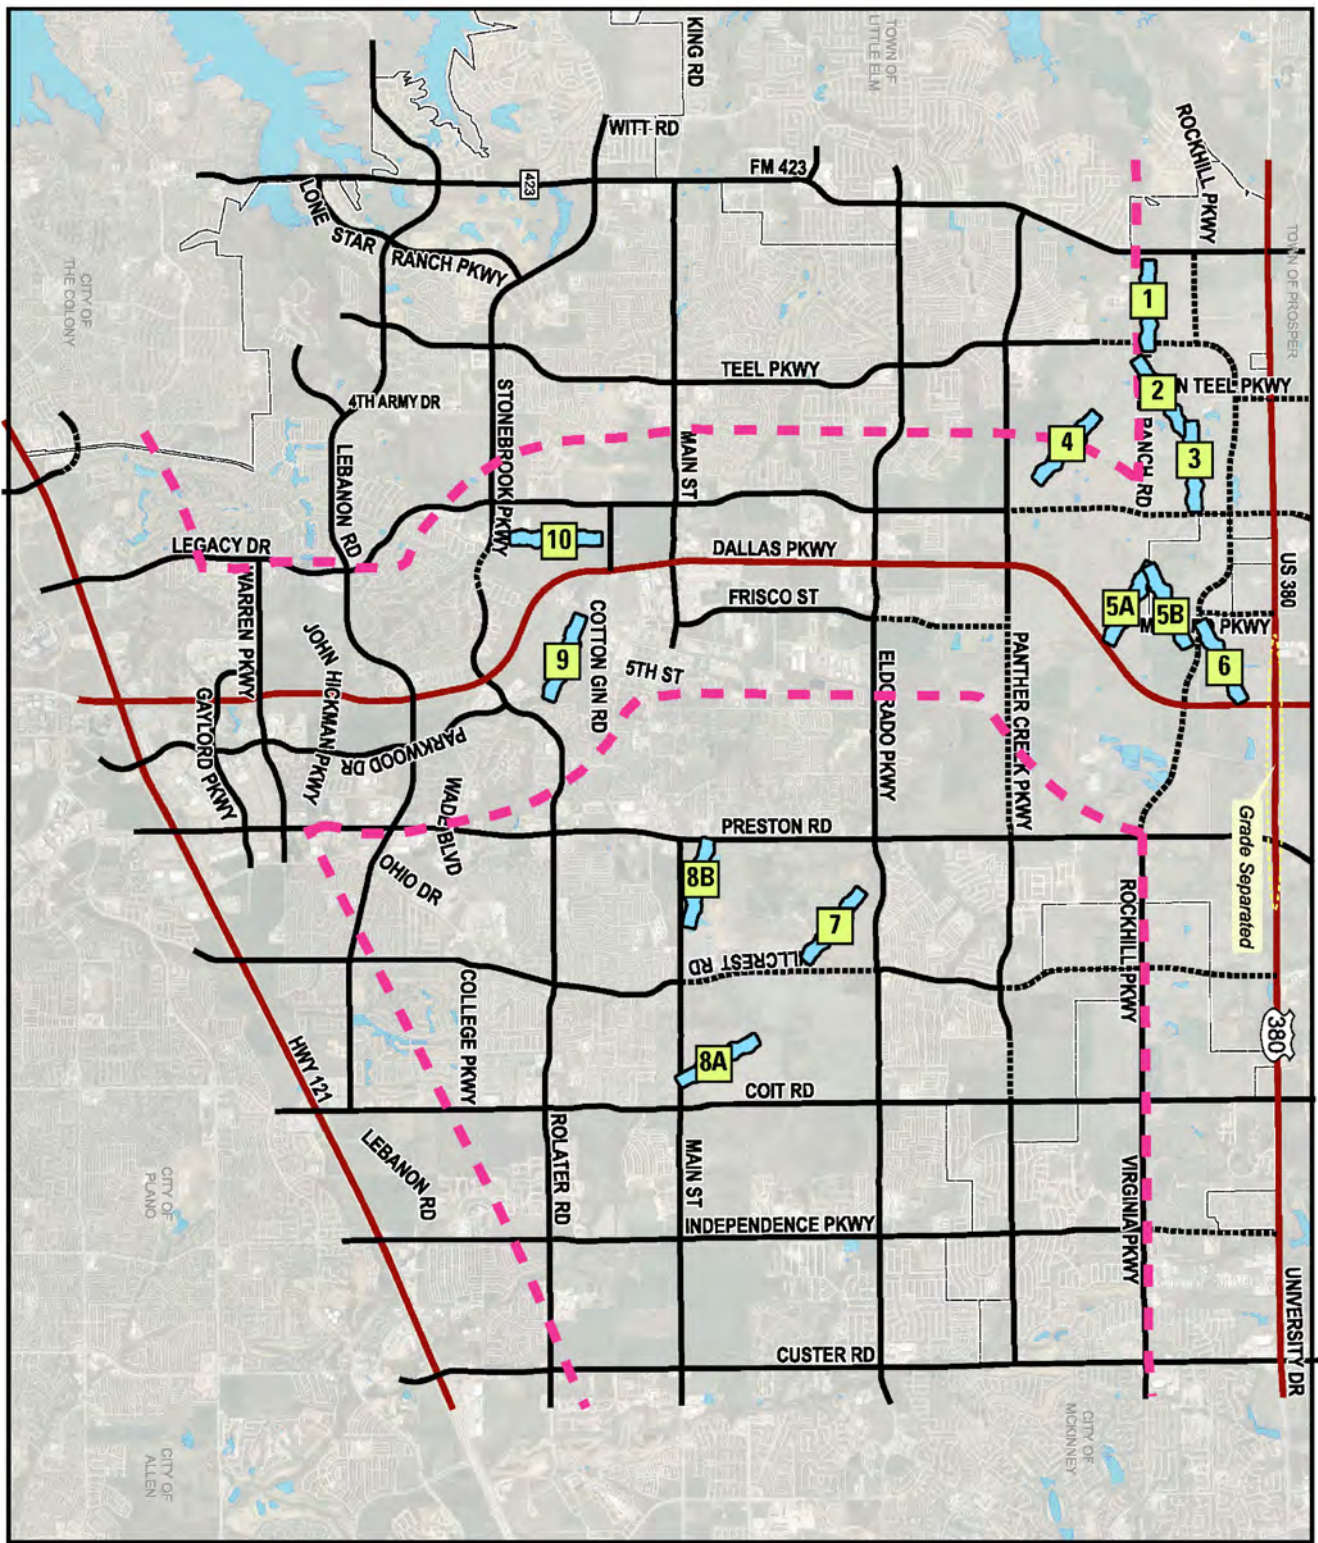 KING RD
TOWN OF
LITTLE ELM
ROCKHILL PKWY
WITT RD
FM 423
423
LONE STAR RANCH PKWY
TOWN OF PROSPER
CITY OF
THE COLONY
1
TEEL PKWY
2
N TEEL PKWY
4TH ARMY DR
STONEBROOK PKWY
MAIN ST
4
RANCH RD
3
LEBANON RD
10
LEGACY DR
DALLAS PKWY
US 380
WARREN PKWY
FRISCO ST
5A
5B
PKWY
JOHN HICKMAN PKWY
COTTON GIN RD
9
5TH ST
6
ELDORADO PKWY
PANTHER CREEK PKWY
GAYLORD PKWY
PARKWOOD DR
WADE BLVD
PRESTON RD
Grade Separated
OHIO DR
8B
7
ROCKHILL PKWY
ILLCREST RD
COLLEGE PKWY
380
HWY 121
8A
COIT RD
LEBANON RD
ROLATER RD
MAIN ST
VIRGINIA PKWY
CITY OF
PLANO
INDEPENDENCE PKWY
UNIVERSITY DR
CUSTER RD
CITY OF
MCKINNEY
CITY OF
ALLEN